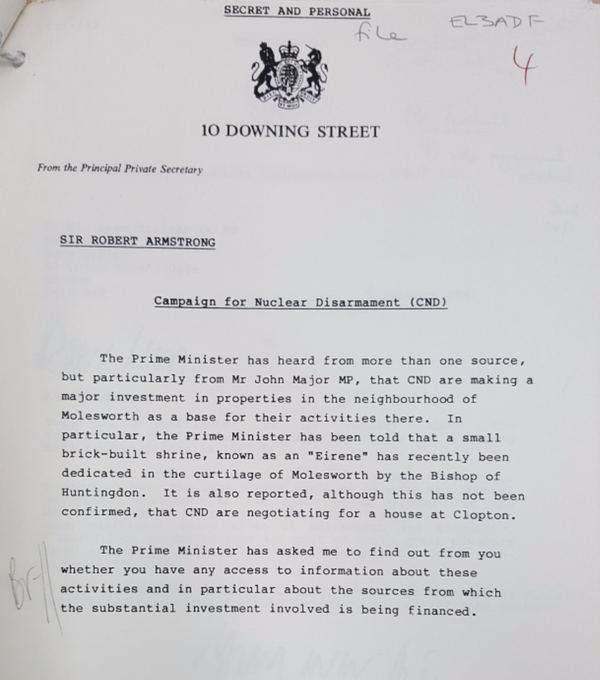 SECRET AND PERSONAL
file
EL3ADF
4
10 DOWNING STREET
From the Principal Private Secretary
SIR ROBERT ARMSTRONG
Campaign for Nuclear Disarmament (CND)
The Prime Minister has heard from more than one source,
but particularly from Mr John Major MP, that CND are making a
major investment in properties in the neighbourhood of
Molesworth as a base for their activities there. In
particular, the Prime Minister has been told that a small
brick-built shrine, known as an "Eirene" has recently been
dedicated in the curtilage of Molesworth by the Bishop of
Huntingdon. It is also reported, although this has not been
confirmed, that CND are negotiating for a house at Clopton.
The Prime Minister has asked me to find out from you
whether you have any access to information about these
activities and in particular about the sources from which
the substantial investment involved is being financed.